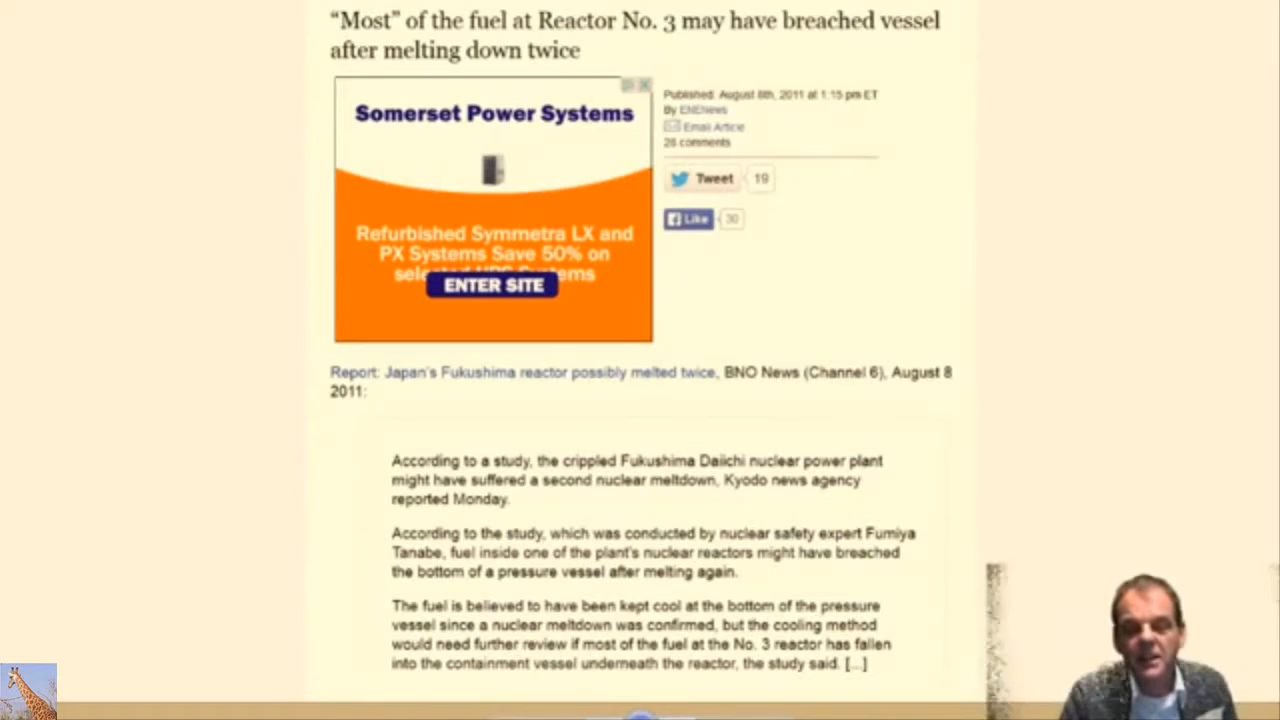 “Most” of the fuel at Reactor No. 3 may have breached vessel
after melting down twice
Somerset Power Systems
Refurbished Symmetra LX and
PX Systems Save 50% on
ENTER SITE
Published: August 8th, 2011 at 1:15 pm ET
By ENENews
Email Article
26 comments
Tweet 19
Like 30
Report: Japan’s Fukushima reactor possibly melted twice, BNO News (Channel 6), August 8
2011:
According to a study, the crippled Fukushima Daiichi nuclear power plant
might have suffered a second nuclear meltdown, Kyodo news agency
reported Monday.
According to the study, which was conducted by nuclear safety expert Fumiya
Tanabe, fuel inside one of the plant’s nuclear reactors might have breached
the bottom of a pressure vessel after melting again.
The fuel is believed to have been kept cool at the bottom of the pressure
vessel since a nuclear meltdown was confirmed, but the cooling method
would need further review if most of the fuel at the No. 3 reactor has fallen
into the containment vessel underneath the reactor, the study said. [...]